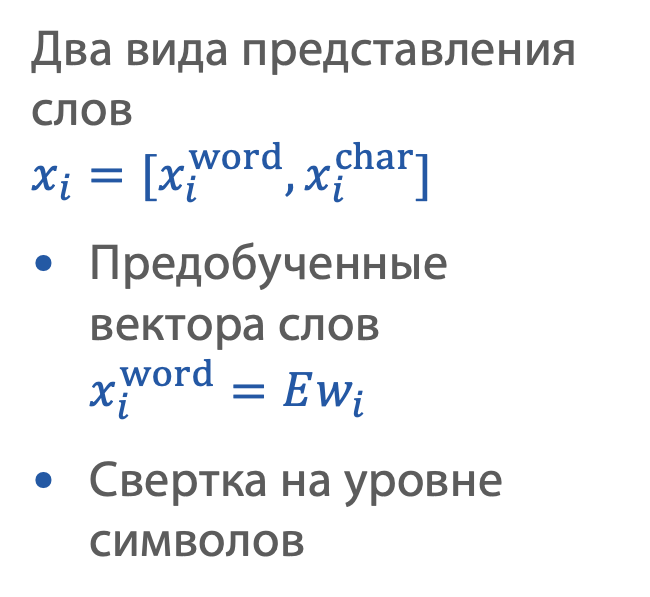 Два вида представления
слов
x_i = [x_i^word, x_i^char]
• Предобученные
вектора слов
x_i^word = Ew_i
• Свертка на уровне
символов